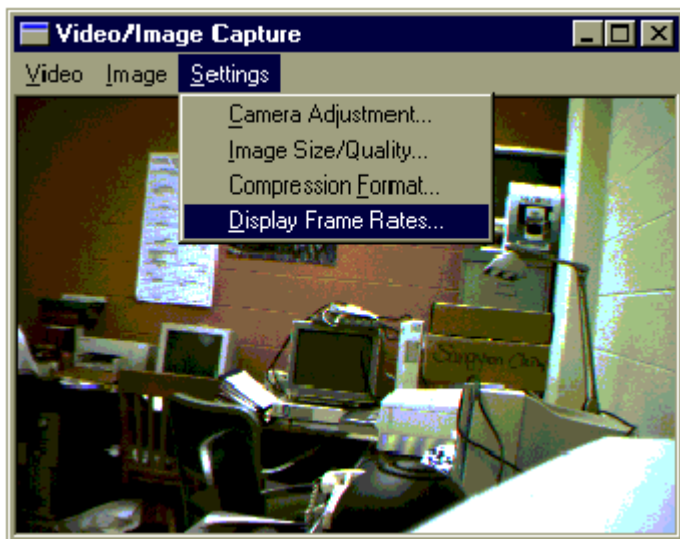 Video/Image Capture
Video Image Settings
Camera Adjustment...
Image Size/Quality...
Compression Format...
Display Frame Rates...